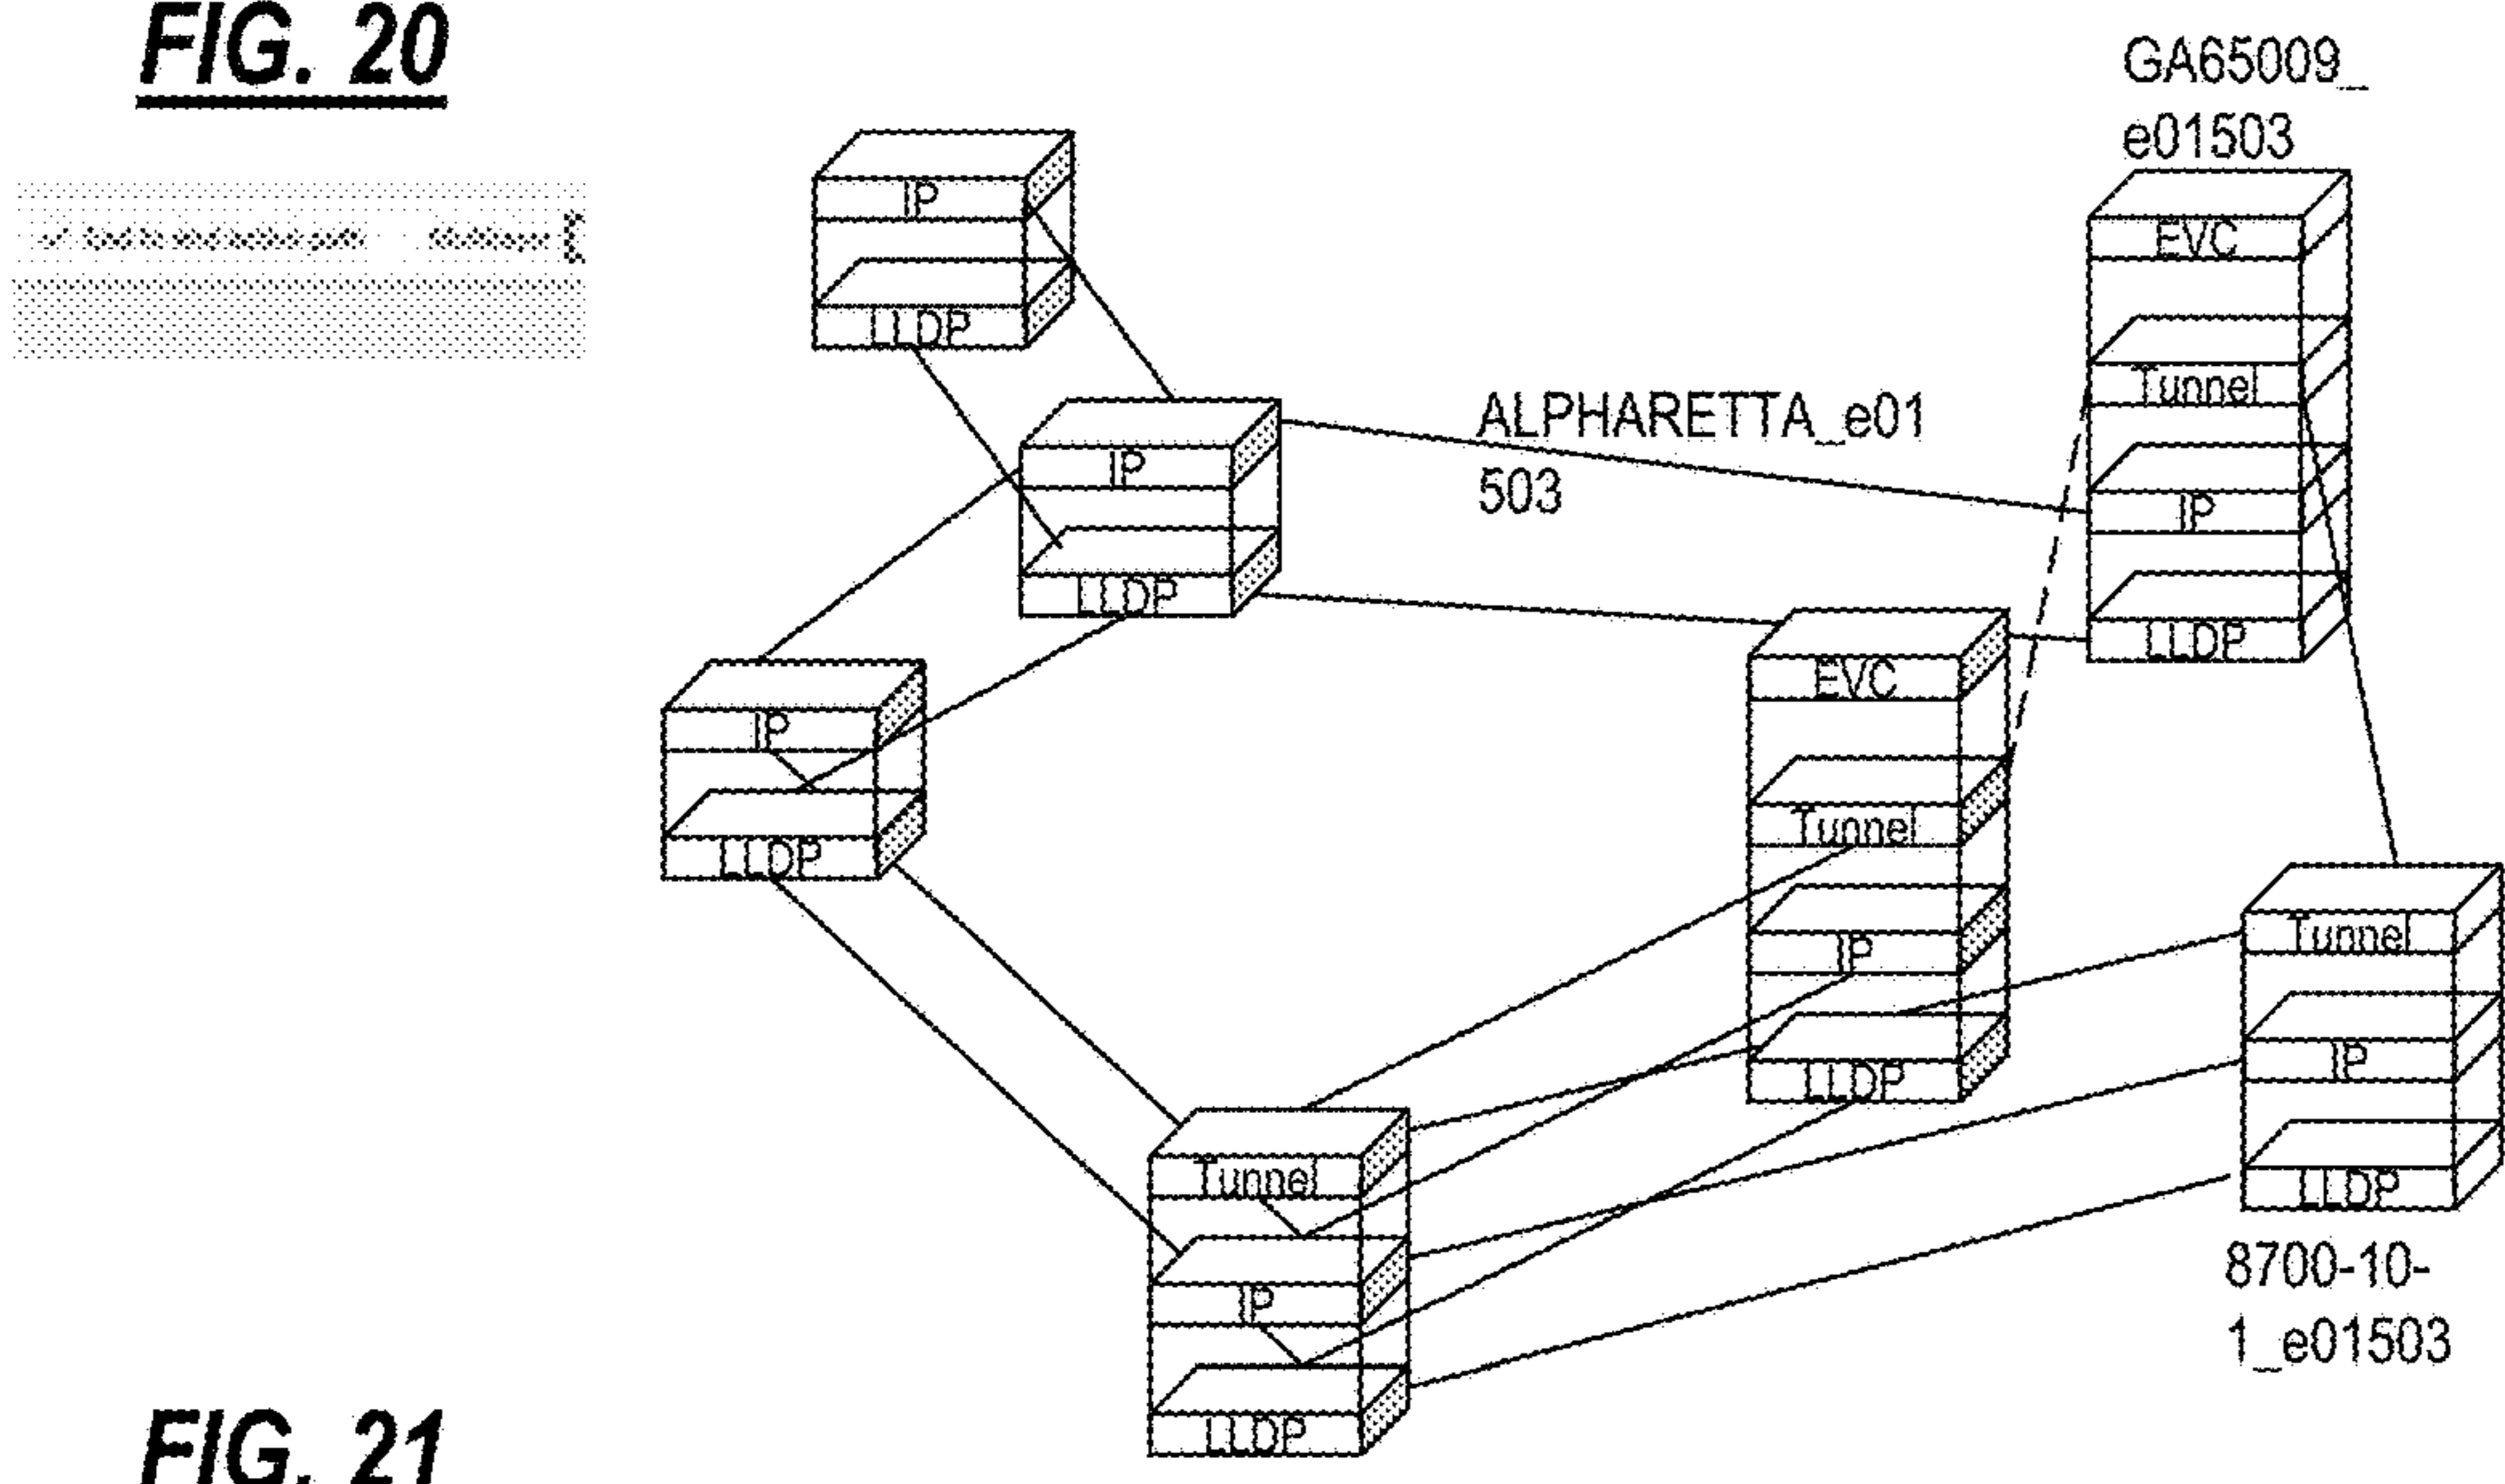 FIG. 20
GA65009_
e01503
IP
LLDP
EVC
Tunnel
IP
LLDP
ALPHARETTA_e01
503
IP
LLDP
EVC
Tunnel
IP
LLDP
IP
LLDP
Tunnel
IP
LLDP
8700-10-
1_e01503
Tunnel
IP
LLDP
FIG. 21